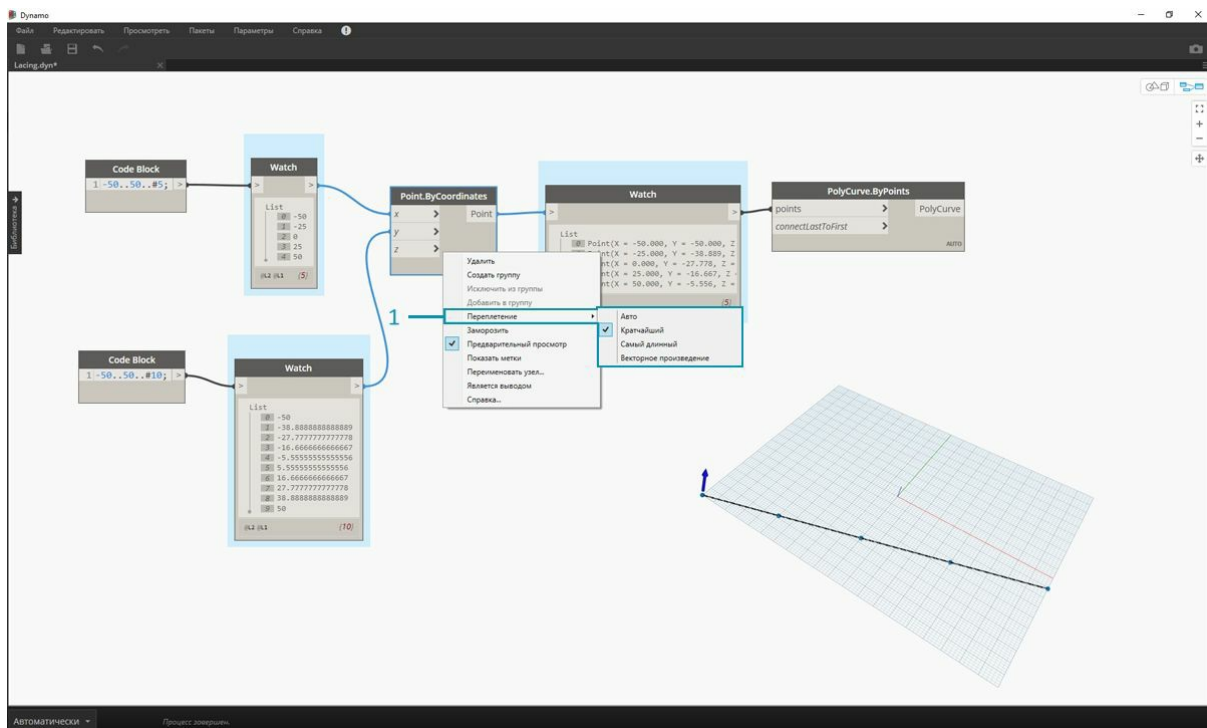 Dynamo
Файл Редактировать Просмотреть Пакеты Параметры Справка
Lacing.dyn*
Библиотека
Code Block
1 -50..50..#5; >
Watch
> >
List
0 -50
1 -25
2 0
3 25
4 50
@L2 @L1 (5)
Point.ByCoordinates
x > Point
y >
z >
Watch
> >
List
0 Point(X = -50.000, Y = -50.000, Z
nt(X = -25.000, Y = -38.889, Z
nt(X = 0.000, Y = -27.778, Z =
nt(X = 25.000, Y = -16.667, Z =
nt(X = 50.000, Y = -5.556, Z =
(5)
PolyCurve.ByPoints
points > PolyCurve
connectLastToFirst >
AUTO
Удалить
Создать группу
Исключить из группы
Добавить в группу
1
Переплетение
Заморозить
Предварительный просмотр
Показать метки
Переименовать узел...
Является выводом
Справка...
Авто
Кратчайший
Самый длинный
Векторное произведение
Code Block
1 -50..50..#10; >
Watch
> >
List
0 -50
1 -38.8888888888889
2 -27.7777777777778
3 -16.6666666666667
4 -5.55555555555556
5 5.55555555555556
6 16.6666666666667
7 27.7777777777778
8 38.8888888888889
9 50
@L2 @L1 (10)
Автоматически
Процесс завершен.